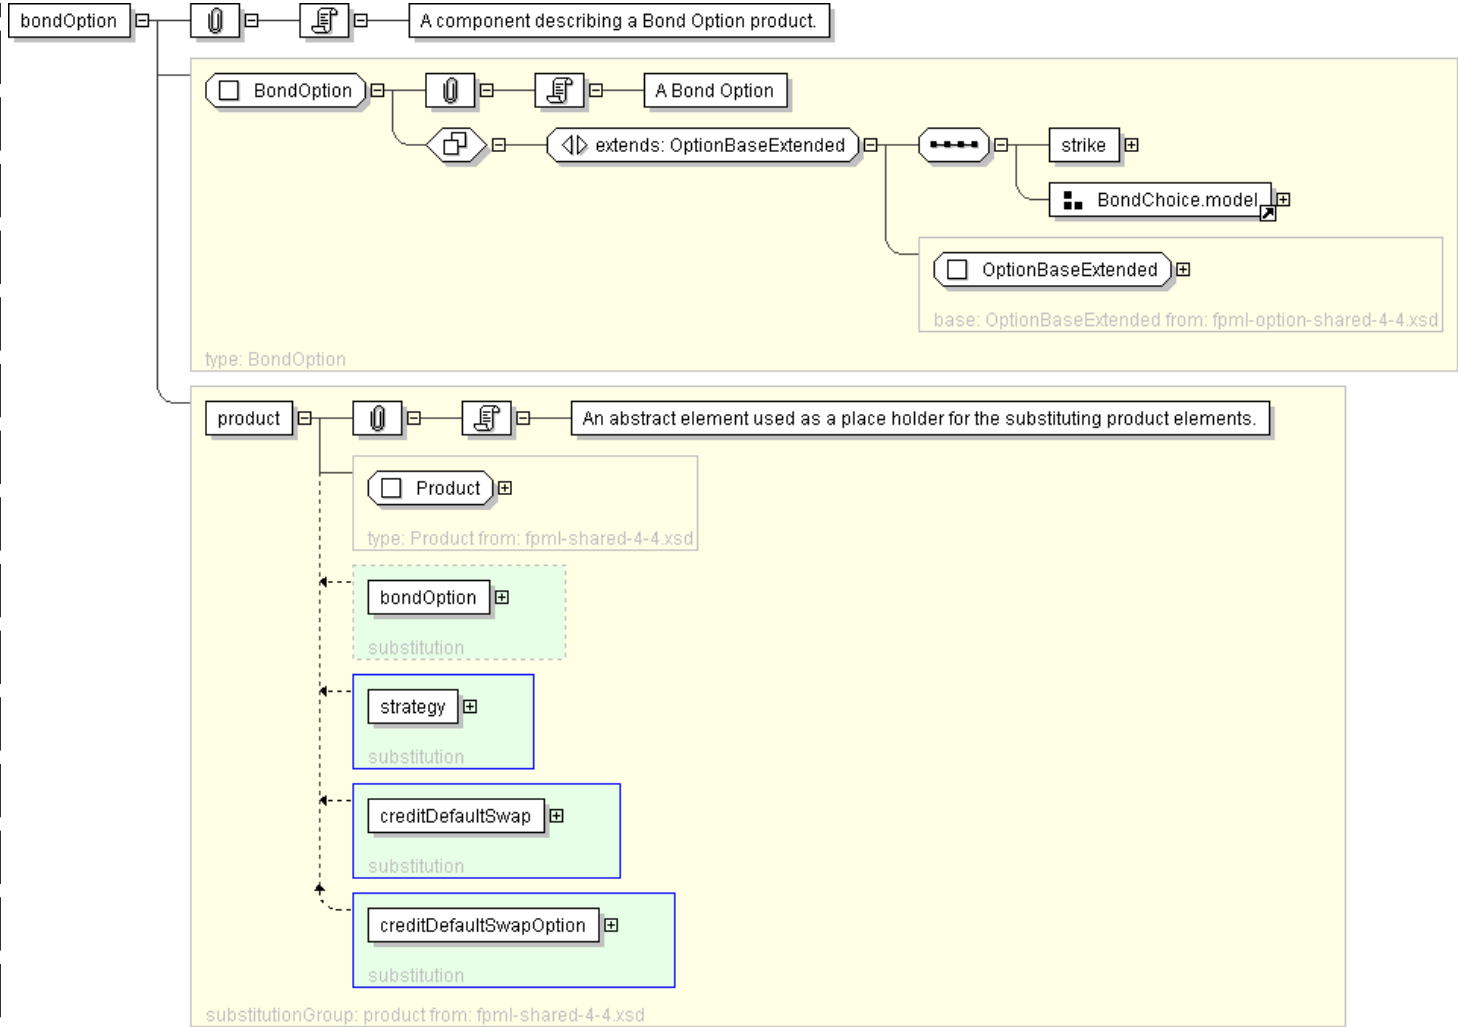 bondOption
A component describing a Bond Option product.
BondOption
A Bond Option
extends: OptionBaseExtended
strike
BondChoice.model
OptionBaseExtended
base: OptionBaseExtended from: fpml-option-shared-4-4.xsd
type: BondOption
product
An abstract element used as a place holder for the substituting product elements.
Product
type: Product from: fpml-shared-4-4.xsd
bondOption
substitution
strategy
substitution
creditDefaultSwap
substitution
creditDefaultSwapOption
substitution
substitutionGroup: product from: fpml-shared-4-4.xsd